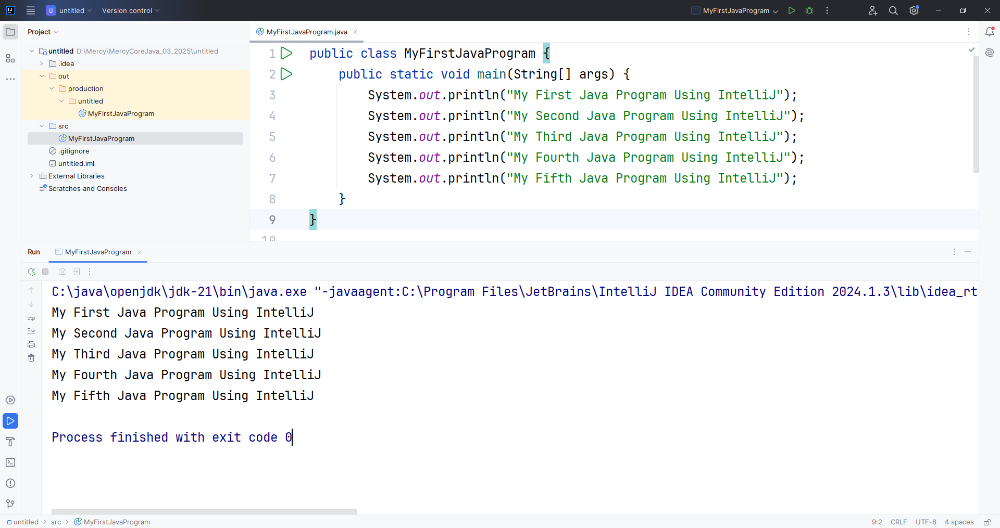 IJ
U untitled Version control MyFirstJavaProgram
Project
untitled D:\Mercy\MercyCoreJava_03_2025\untitled
.idea
out
production
untitled
MyFirstJavaProgram
src
MyFirstJavaProgram
.gitignore
untitled.iml
External Libraries
Scratches and Consoles
MyFirstJavaProgram.java
1 public class MyFirstJavaProgram {
2 public static void main(String[] args) {
3 System.out.println("My First Java Program Using IntelliJ");
4 System.out.println("My Second Java Program Using IntelliJ");
5 System.out.println("My Third Java Program Using IntelliJ");
6 System.out.println("My Fourth Java Program Using IntelliJ");
7 System.out.println("My Fifth Java Program Using IntelliJ");
8 }
9 }
10
Run MyFirstJavaProgram
C:\java\openjdk\jdk-21\bin\java.exe "-javaagent:C:\Program Files\JetBrains\IntelliJ IDEA Community Edition 2024.1.3\lib\idea_rt
My First Java Program Using IntelliJ
My Second Java Program Using IntelliJ
My Third Java Program Using IntelliJ
My Fourth Java Program Using IntelliJ
My Fifth Java Program Using IntelliJ
Process finished with exit code 0
untitled > src > MyFirstJavaProgram 9:2 CRLF UTF-8 4 spaces